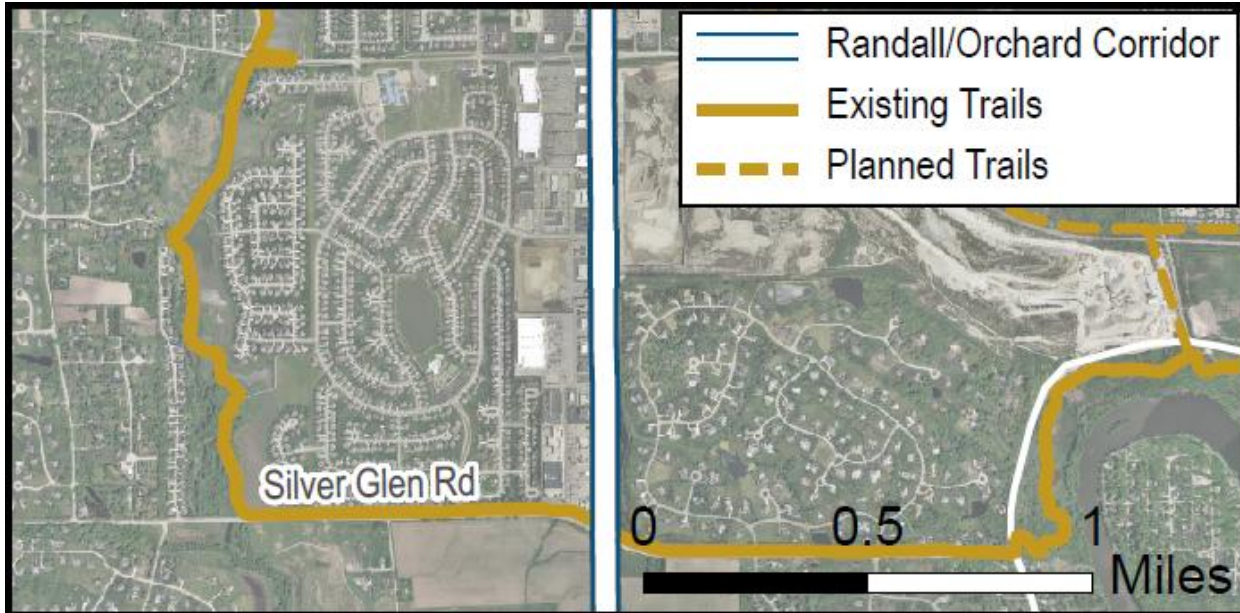 Randall/Orchard Corridor
Existing Trails
Planned Trails
Silver Glen Rd
0 0.5 1
Miles